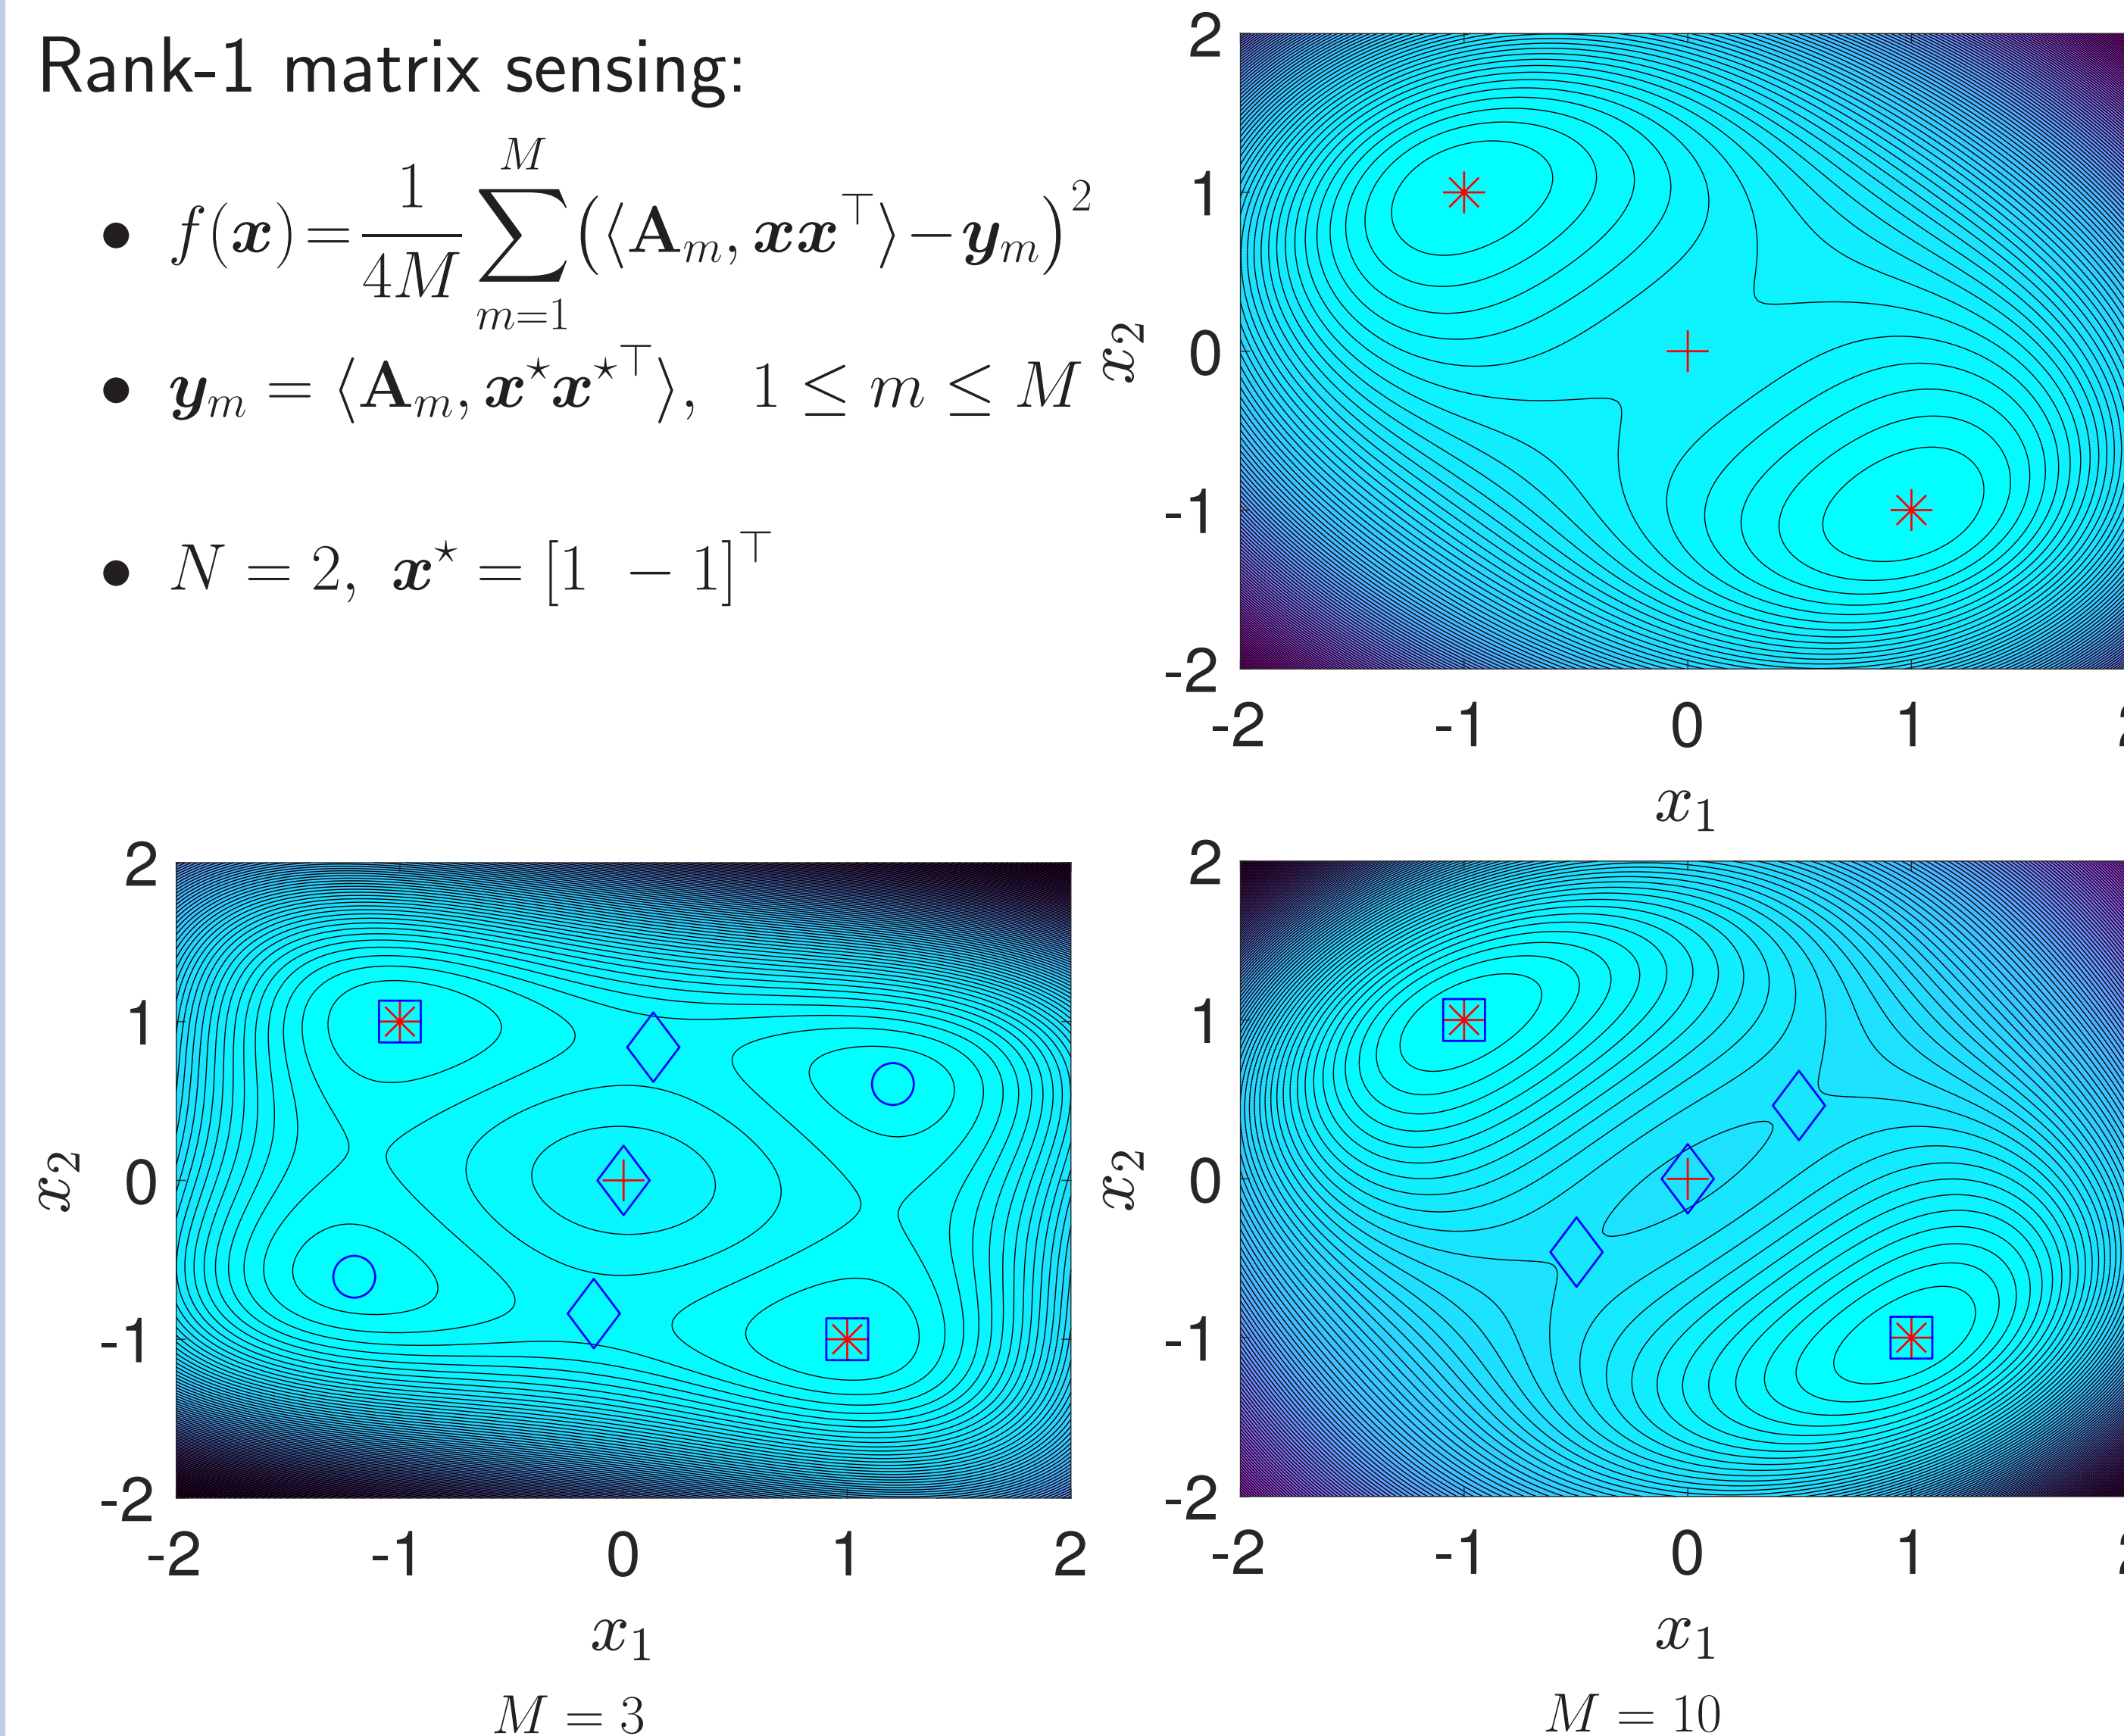 Rank-1 matrix sensing:
• f(x) = 1/4M ∑_{m=1}^{M} (⟨A_m, xx^⊤⟩ − y_m)^2
• y_m = ⟨A_m, x^⋆x^⋆⊤⟩, 1 ≤ m ≤ M
• N = 2, x^⋆ = [1 −1]^⊤
2
1
0
-1
-2
x_2
-2 -1 0 1 2
x_1
2
1
0
-1
-2
x_2
-2 -1 0 1 2
x_1
M = 3
2
1
0
-1
-2
x_2
-2 -1 0 1 2
x_1
M = 10